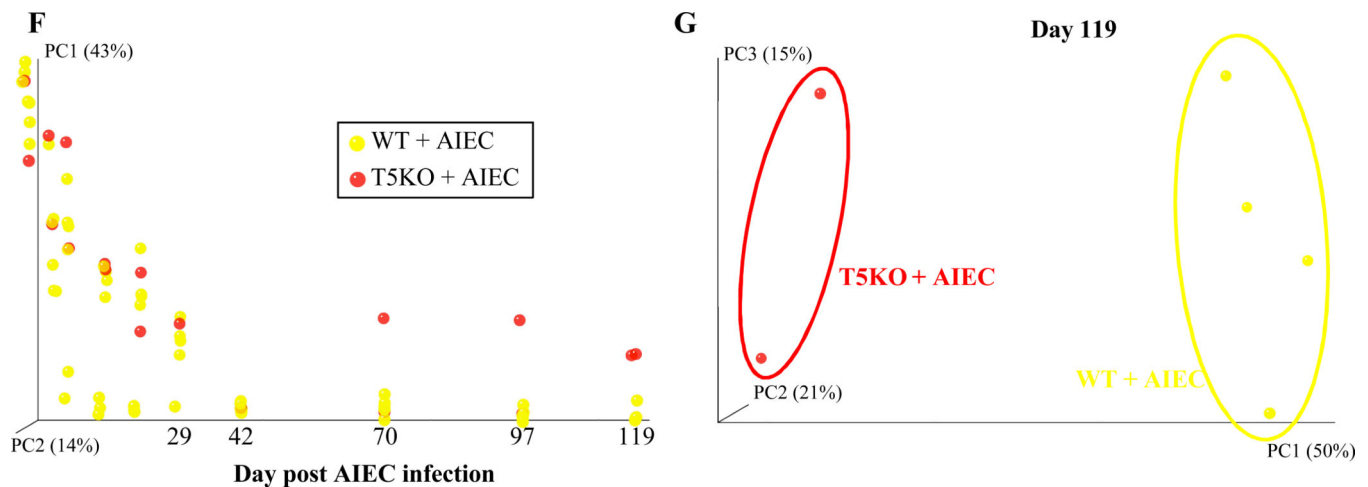 F
PC1 (43%)
WT + AIEC
T5KO + AIEC
PC2 (14%)
29 42 70 97 119
Day post AIEC infection
G
Day 119
PC3 (15%)
T5KO + AIEC
WT + AIEC
PC2 (21%)
PC1 (50%)